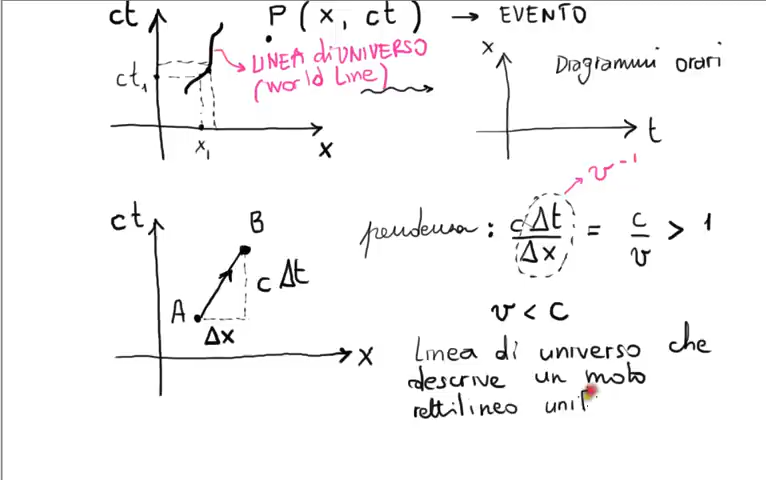 ct P ( x, ct ) → EVENTO
LINEA di UNIVERSO
(world Line)
ct₁
x₁ x
x Diagrammi orari
t
v⁻¹
ct B
A c Δt
Δx
x
pendenza : cΔt/Δx = c/v > 1
v < c
Linea di universo che
descrive un moto
rettilineo unif